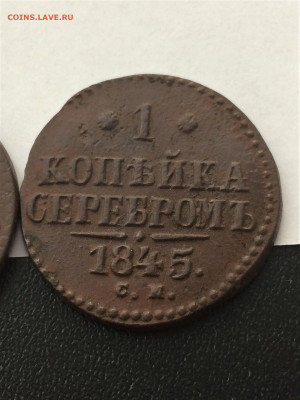 COINS.LAVE.RU
1
КОПѢЙКА
СЕРЕБРОМЪ
1845.
С. М.